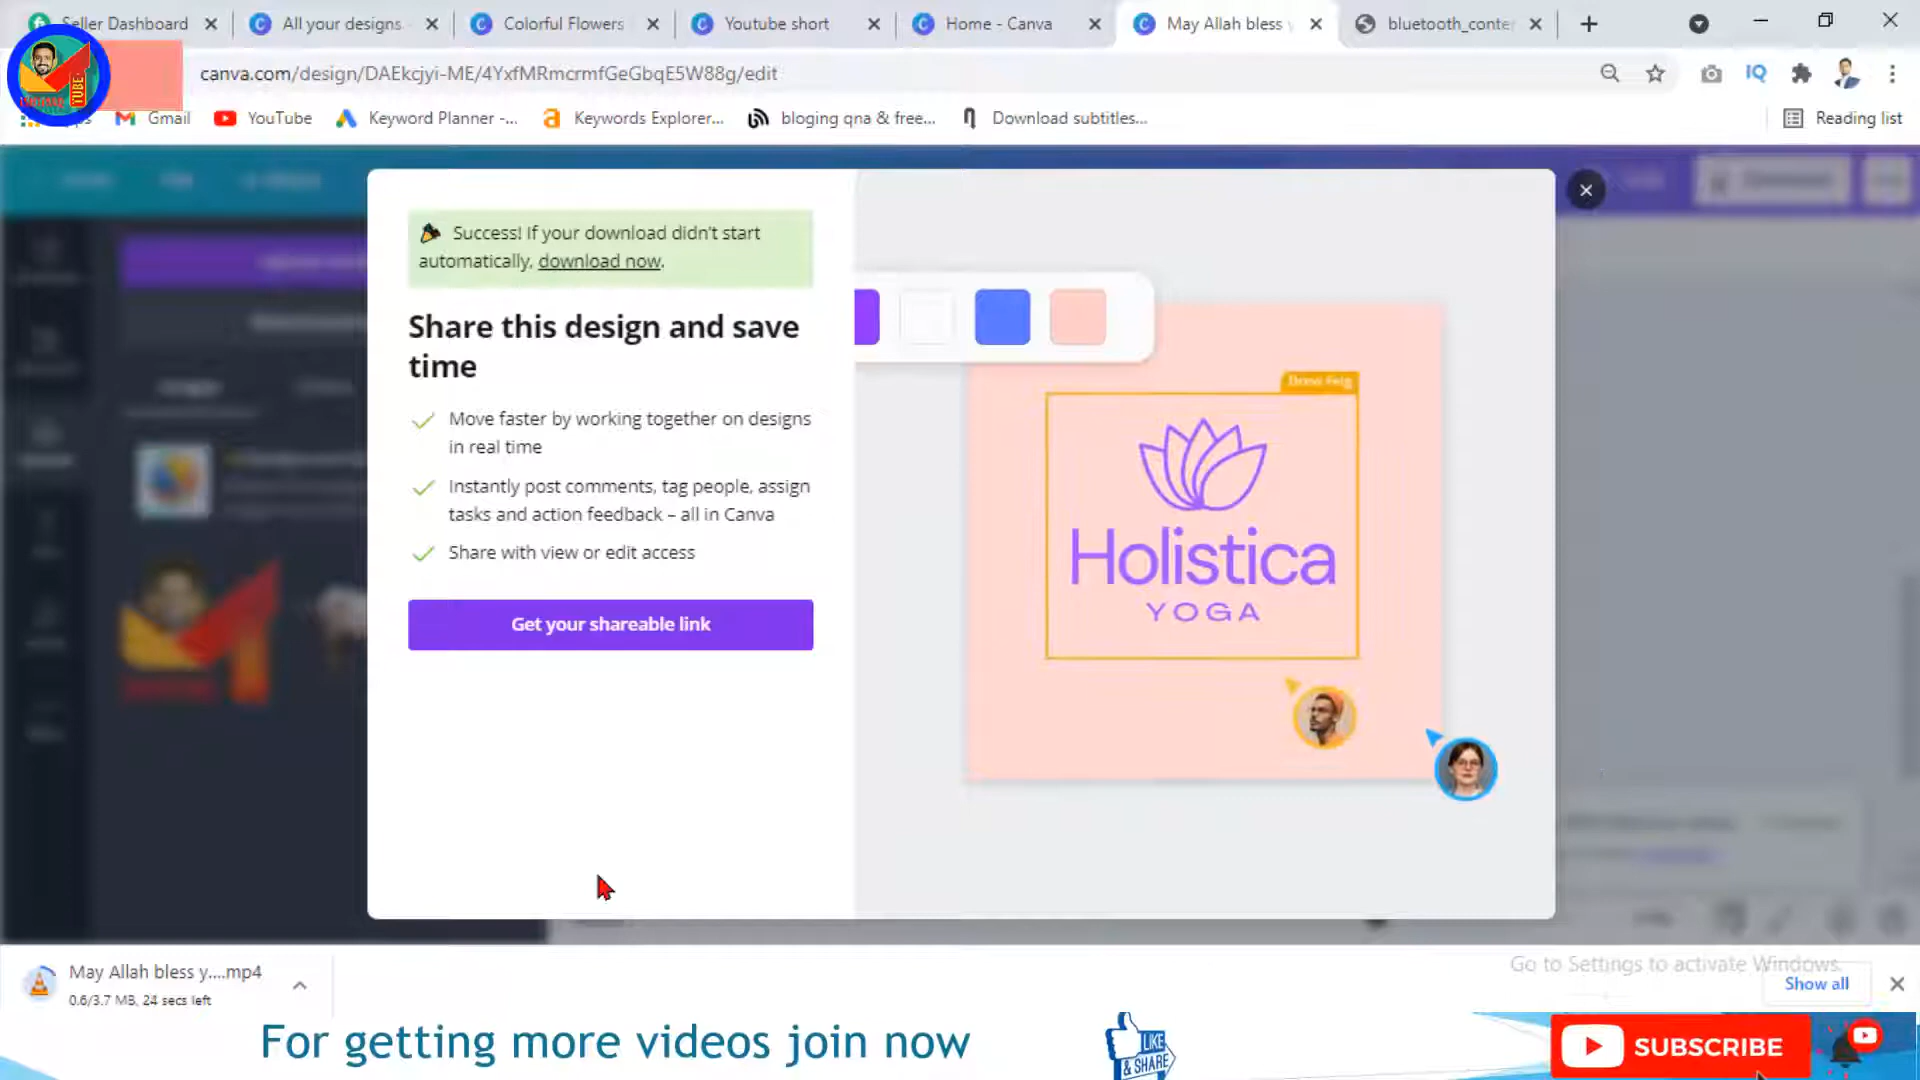 Seller Dashboard
All your designs -
Colorful Flowers
Youtube short
Home - Canva
May Allah bless y
bluetooth_conte
canva.com/design/DAEkcjyi-ME/4YxfMRmcrmfGeGbqE5W88g/edit
IQ
TUBE
Gmail
YouTube
Keyword Planner -...
Keywords Explorer...
bloging qna & free...
Download subtitles...
Reading list
Success! If your download didn't start
automatically, download now.
Share this design and save
time
Move faster by working together on designs
in real time
Instantly post comments, tag people, assign
tasks and action feedback – all in Canva
Share with view or edit access
Get your shareable link
Holistica
YOGA
May Allah bless y....mp4
0.6/3.7 MB, 24 secs left
Go to Settings to activate Windows.
Show all
For getting more videos join now
LIKE
& SHARE
SUBSCRIBE